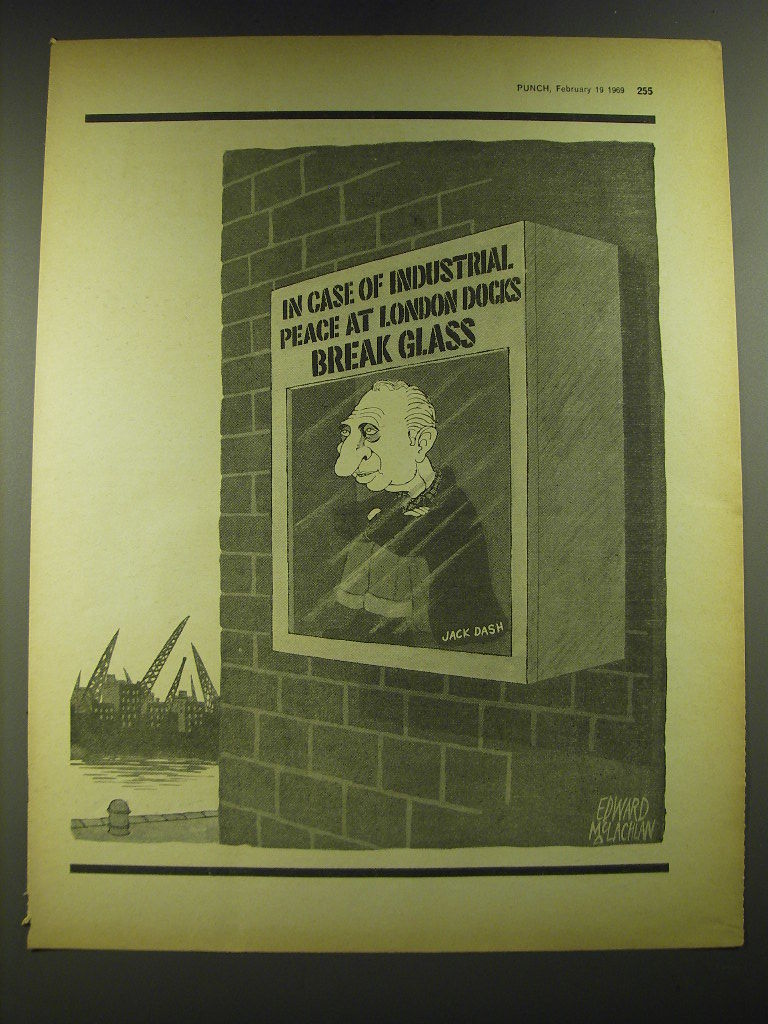 PUNCH, February 19 1969 255
IN CASE OF INDUSTRIAL
PEACE AT LONDON DOCKS
BREAK GLASS
JACK DASH
EDWARD
McLACHLAN